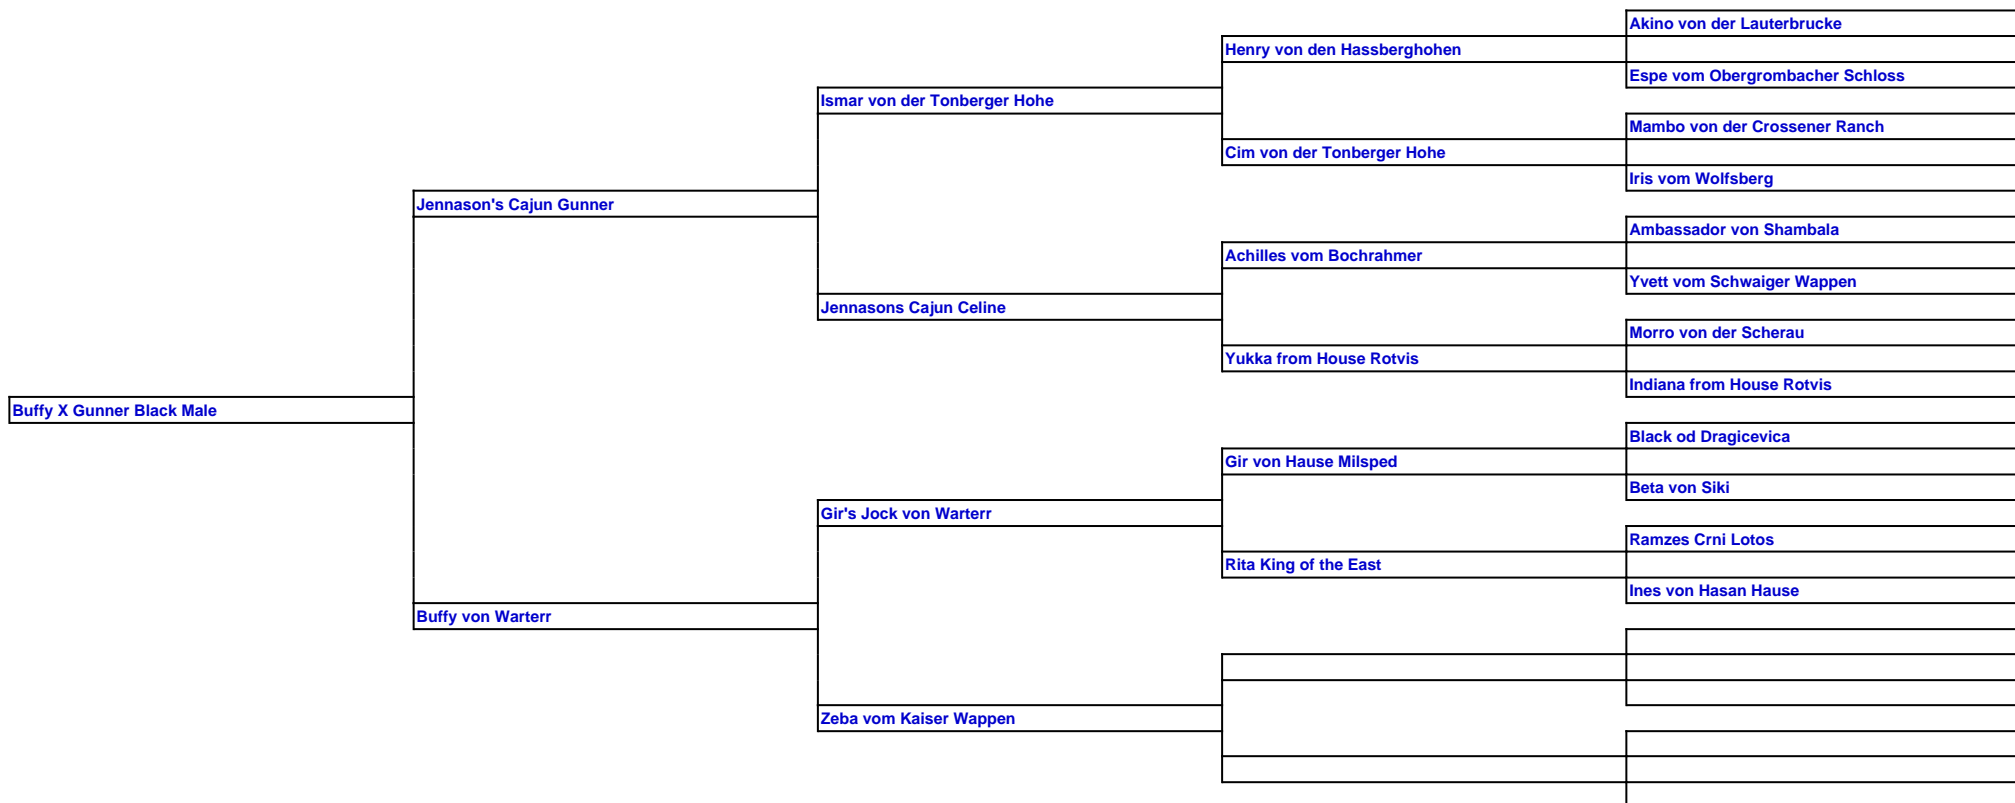 Akino von der Lauterbrucke
Henry von den Hassberghohen
Espe vom Obergrombacher Schloss
Ismar von der Tonberger Hohe
Mambo von der Crossener Ranch
Cim von der Tonberger Hohe
Iris vom Wolfsberg
Jennason's Cajun Gunner
Ambassador von Shambala
Achilles vom Bochrahmer
Yvett vom Schwaiger Wappen
Jennasons Cajun Celine
Morro von der Scherau
Yukka from House Rotvis
Indiana from House Rotvis
Buffy X Gunner Black Male
Black od Dragicevica
Gir von Hause Milsped
Beta von Siki
Gir's Jock von Warterr
Ramzes Crni Lotos
Rita King of the East
Ines von Hasan Hause
Buffy von Warterr
Zeba vom Kaiser Wappen